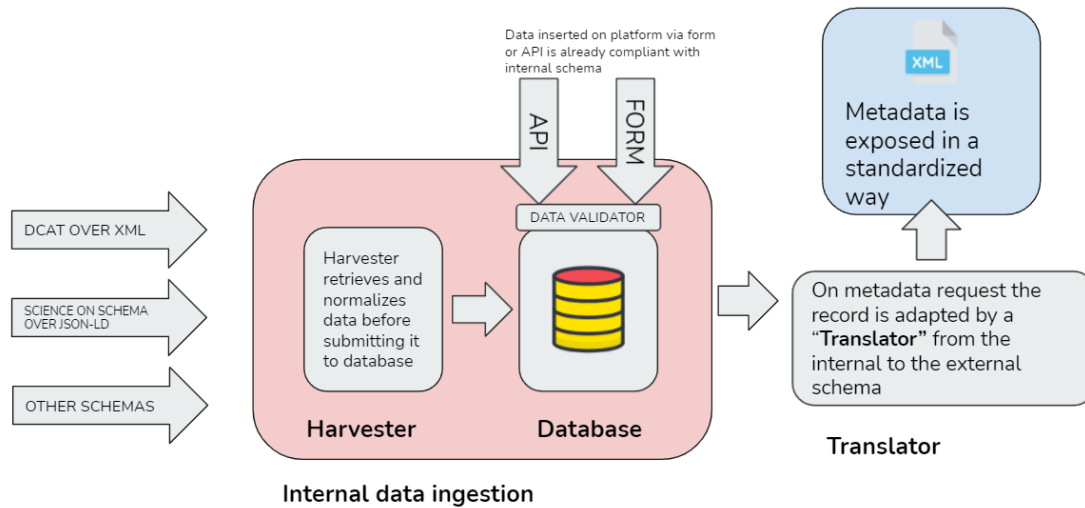 Data inserted on platform via form
or API is already compliant with
internal schema
API
FORM
XML
Metadata is
exposed in a
standardized
way
DCAT OVER XML
SCIENCE ON SCHEMA
OVER JSON-LD
OTHER SCHEMAS
DATA VALIDATOR
Harvester
retrieves and
normalizes
data before
submitting it
to database
Harvester
Database
Internal data ingestion
On metadata request the
record is adapted by a
“Translator” from the
internal to the external
schema
Translator